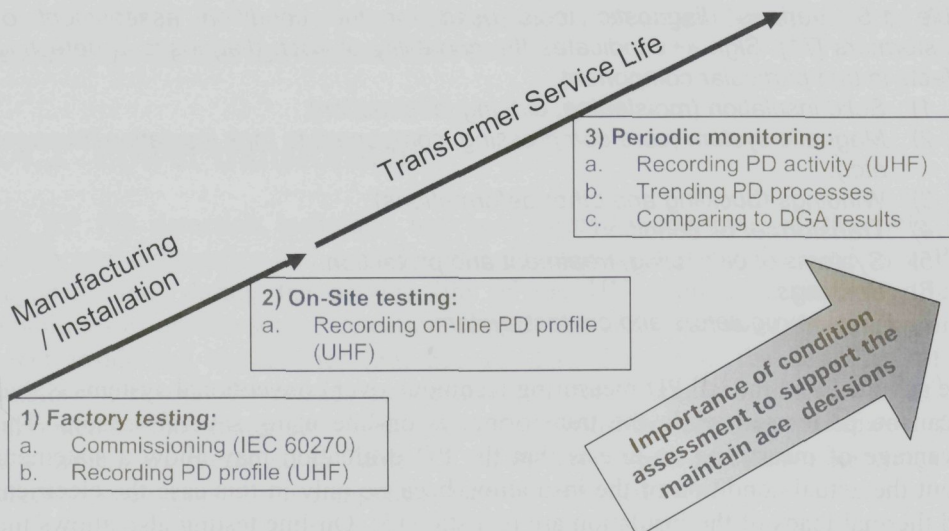 Transformer Service Life
Manufacturing
/ Installation
3) Periodic monitoring:
a. Recording PD activity (UHF)
b. Trending PD processes
c. Comparing to DGA results
2) On-Site testing:
a. Recording on-line PD profile
(UHF)
1) Factory testing:
a. Commissioning (IEC 60270)
b. Recording PD profile (UHF)
Importance of condition
assessment to support the
maintain ace decisions